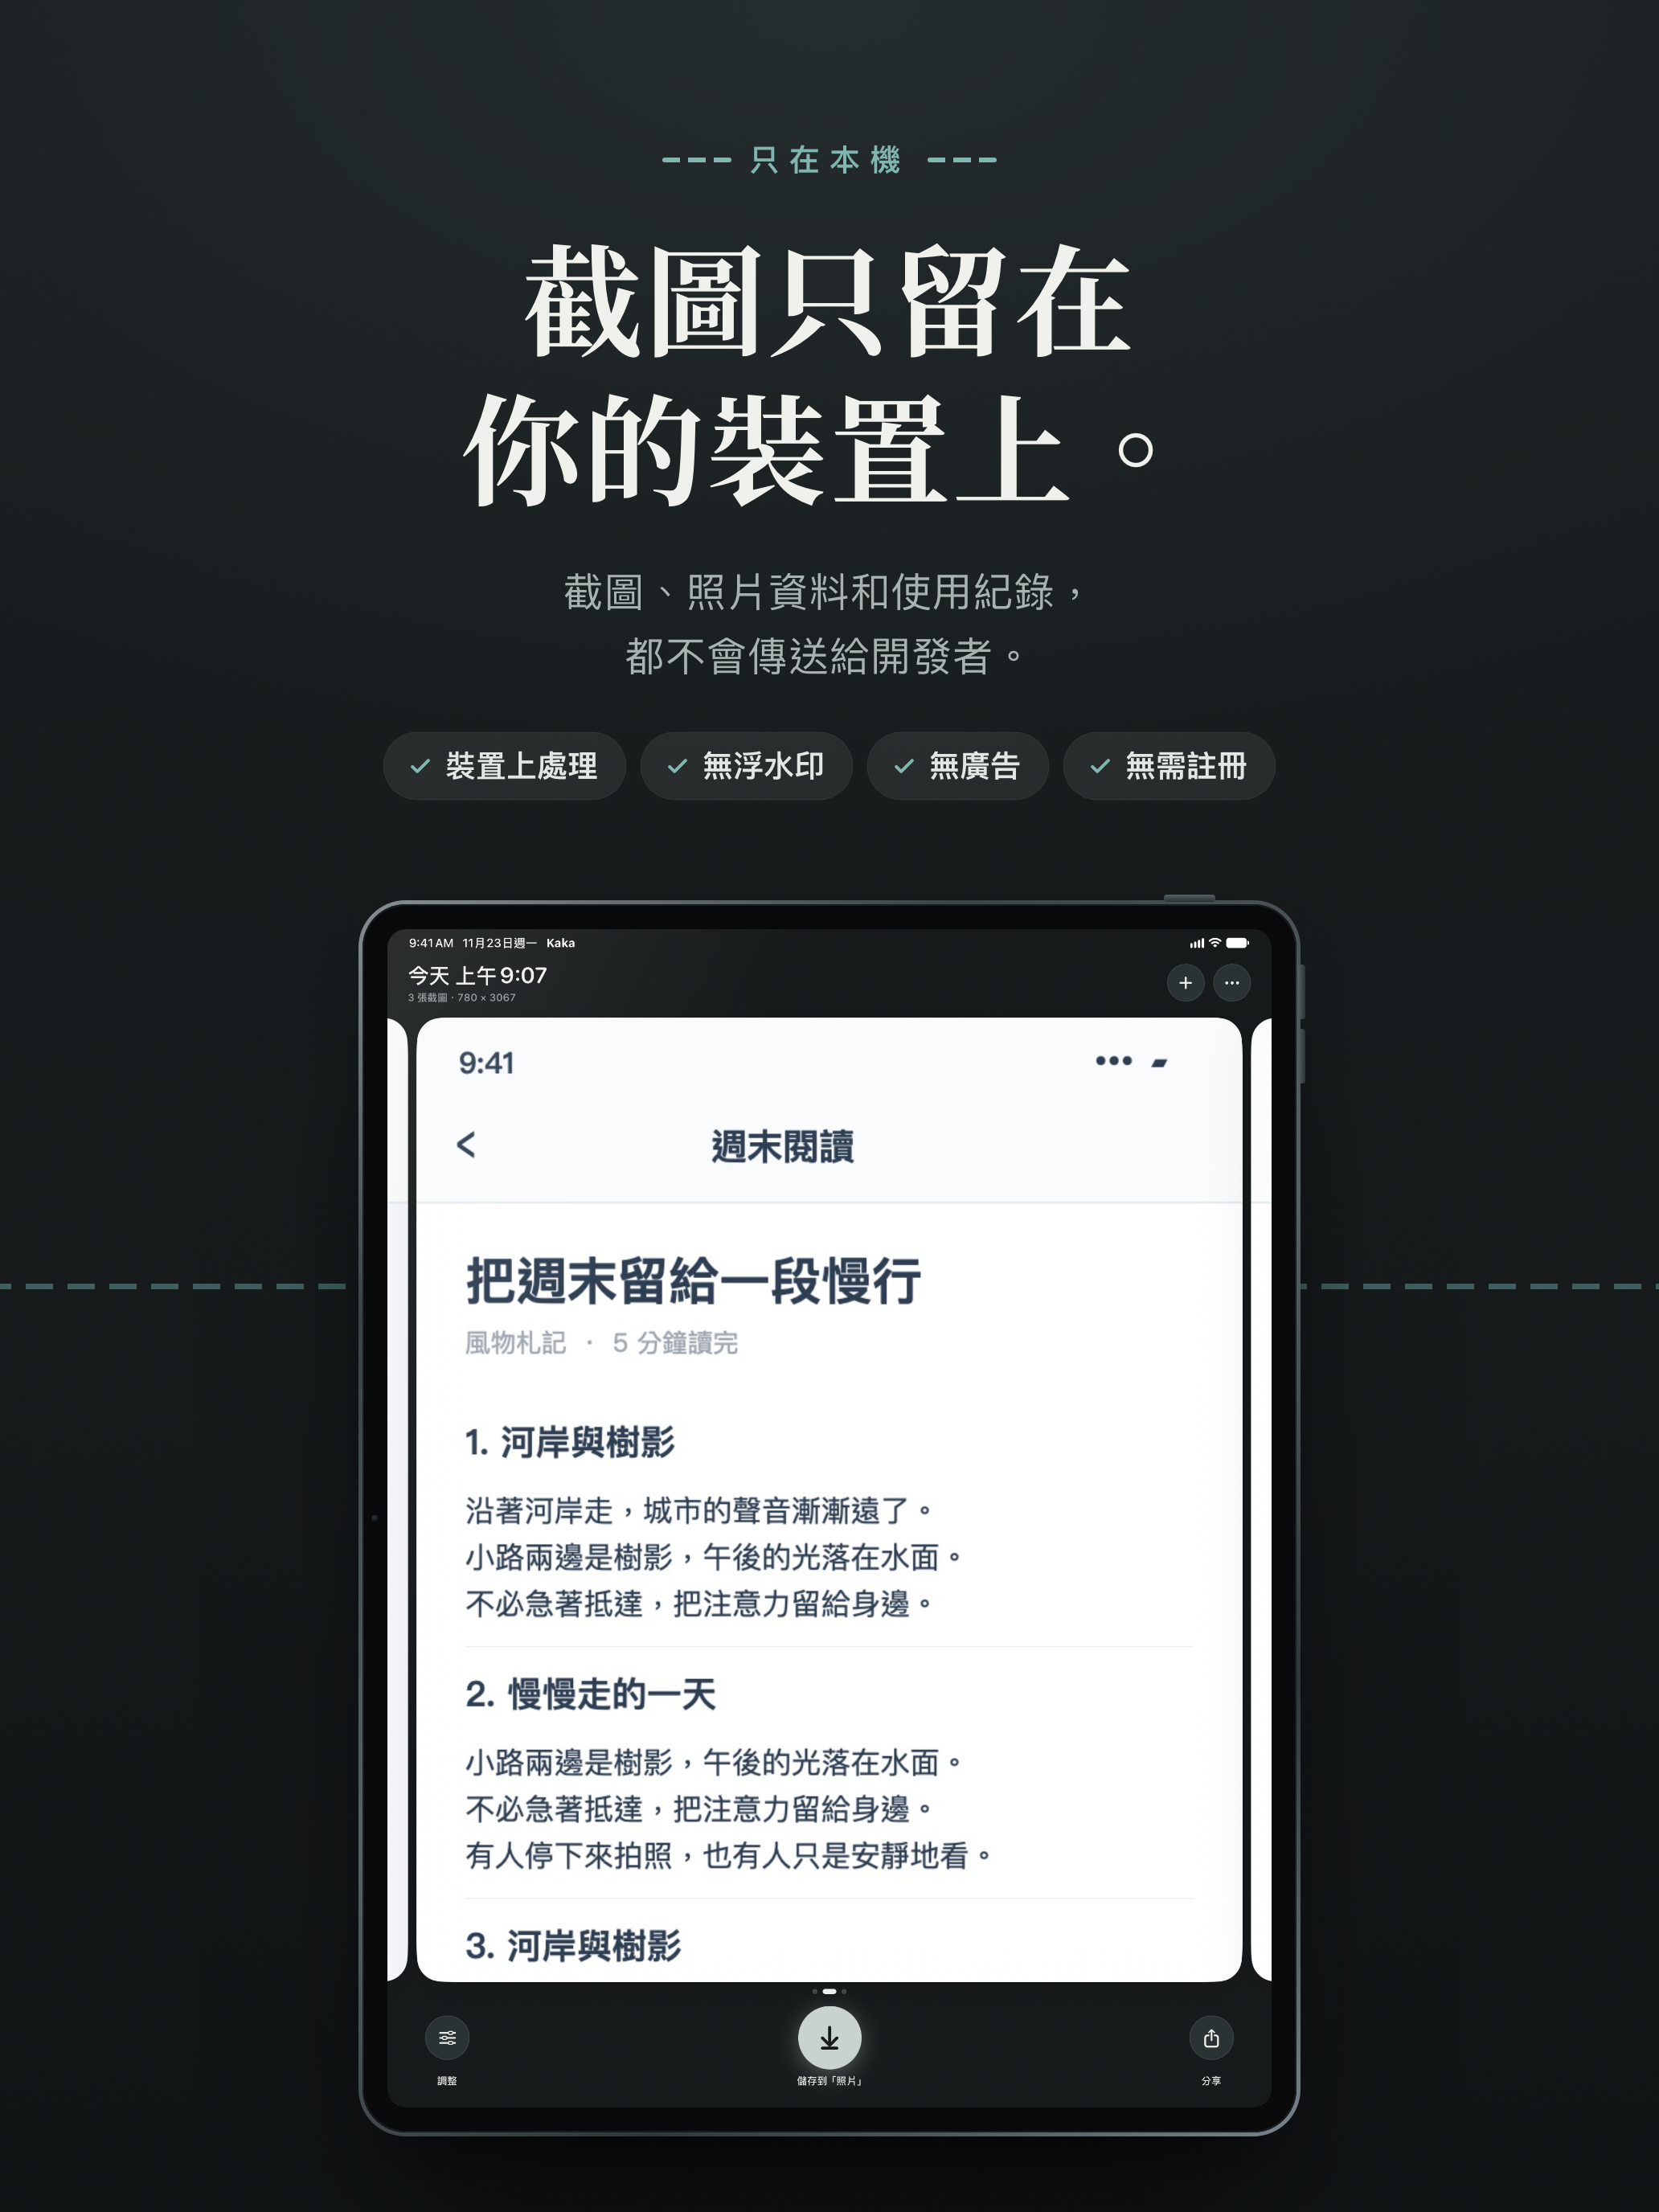 只在本機
截圖只留在
你的裝置上。
截圖、照片資料和使用紀錄，
都不會傳送給開發者。
裝置上處理 無浮水印 無廣告 無需註冊
9:41 AM 11月23日週一 Kaka
今天 上午9:07
3 張截圖 · 780 × 3067
9:41
週末閱讀
把週末留給一段慢行
風物札記 · 5 分鐘讀完
1. 河岸與樹影
沿著河岸走，城市的聲音漸漸遠了。
小路兩邊是樹影，午後的光落在水面。
不必急著抵達，把注意力留給身邊。
2. 慢慢走的一天
小路兩邊是樹影，午後的光落在水面。
不必急著抵達，把注意力留給身邊。
有人停下來拍照，也有人只是安靜地看。
3. 河岸與樹影
調整 儲存到「照片」 分享